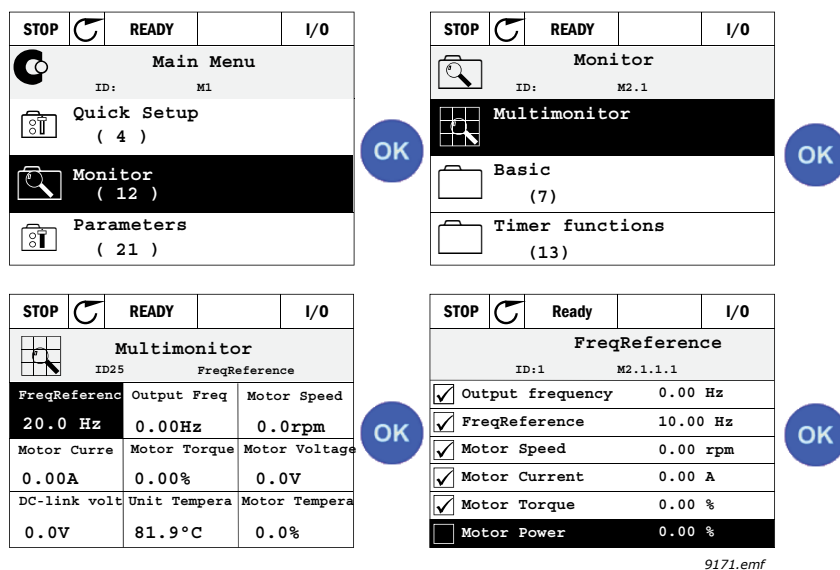 STOP READY I/O
Main Menu
ID: M1
Quick Setup
( 4 )
Monitor
( 12 )
Parameters
( 21 )
OK
STOP READY I/O
Monitor
ID: M2.1
Multimonitor
Basic
(7)
Timer functions
(13)
OK
STOP READY I/O
Multimonitor
ID25 FreqReference
FreqReferenc Output Freq Motor Speed
20.0 Hz 0.00Hz 0.0rpm
Motor Curre Motor Torque Motor Voltage
0.00A 0.00% 0.0V
DC-link volt Unit Tempera Motor Tempera
0.0V 81.9°C 0.0%
OK
STOP Ready I/O
FreqReference
ID:1 M2.1.1.1
Output frequency 0.00 Hz
FreqReference 10.00 Hz
Motor Speed 0.00 rpm
Motor Current 0.00 A
Motor Torque 0.00 %
Motor Power 0.00 %
OK
9171.emf